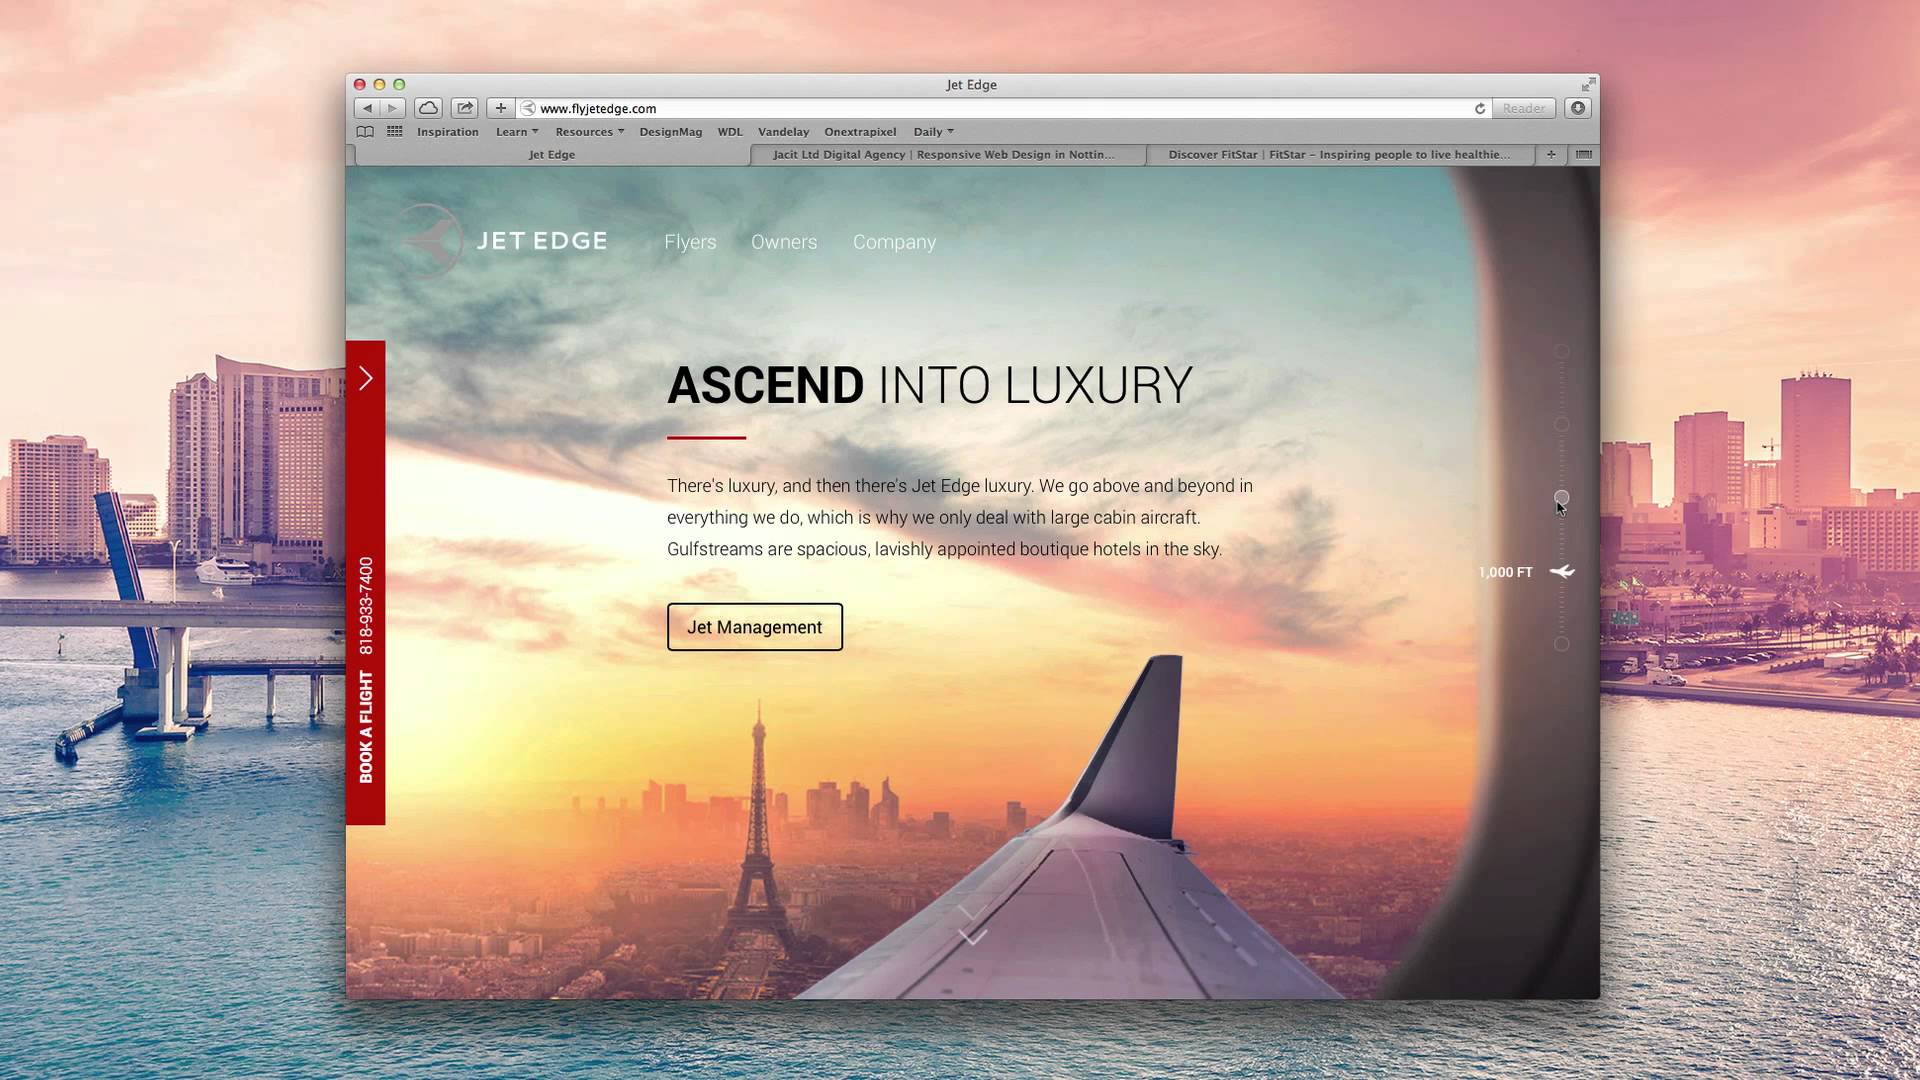 Jet Edge
www.flyjetedge.com
Reader
Inspiration Learn Resources DesignMag WDL Vandelay Onextrapixel Daily
Jet Edge
Jacit Ltd Digital Agency | Responsive Web Design in Nottin...
Discover FitStar | FitStar – Inspiring people to live healthie...
JET EDGE
Flyers Owners Company
ASCEND INTO LUXURY
There's luxury, and then there's Jet Edge luxury. We go above and beyond in
everything we do, which is why we only deal with large cabin aircraft.
Gulfstreams are spacious, lavishly appointed boutique hotels in the sky.
1,000 FT
Jet Management
BOOK A FLIGHT 818-933-7400